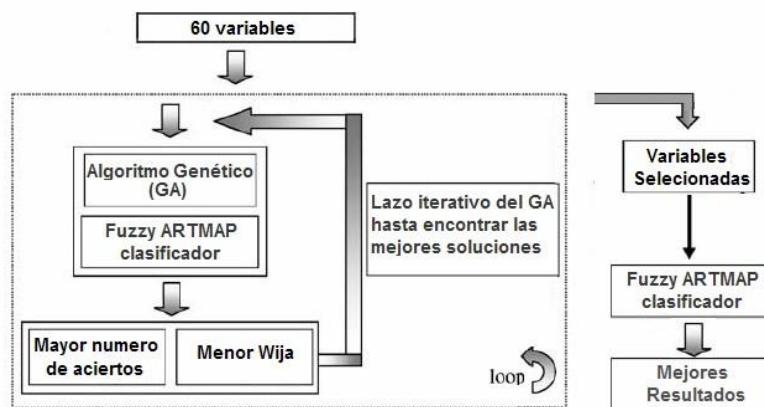 60 variables
Algoritmo Genético
(GA)
Fuzzy ARTMAP
clasificador
Mayor numero
de aciertos
Menor Wija
Lazo iterativo del GA
hasta encontrar las
mejores soluciones
loop
Variables
Selecionadas
Fuzzy ARTMAP
clasificador
Mejores
Resultados